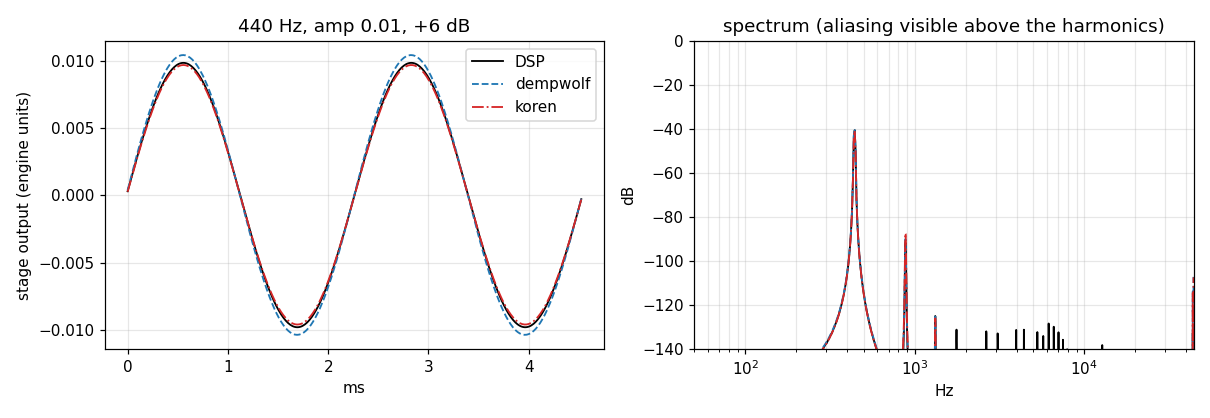 440 Hz, amp 0.01, +6 dB
stage output (engine units)
0.010
0.005
0.000
−0.005
−0.010
DSP
dempwolf
koren
0
1
2
3
4
ms
spectrum (aliasing visible above the harmonics)
dB
0
−20
−40
−60
−80
−100
−120
−140
10²
10³
10⁴
Hz